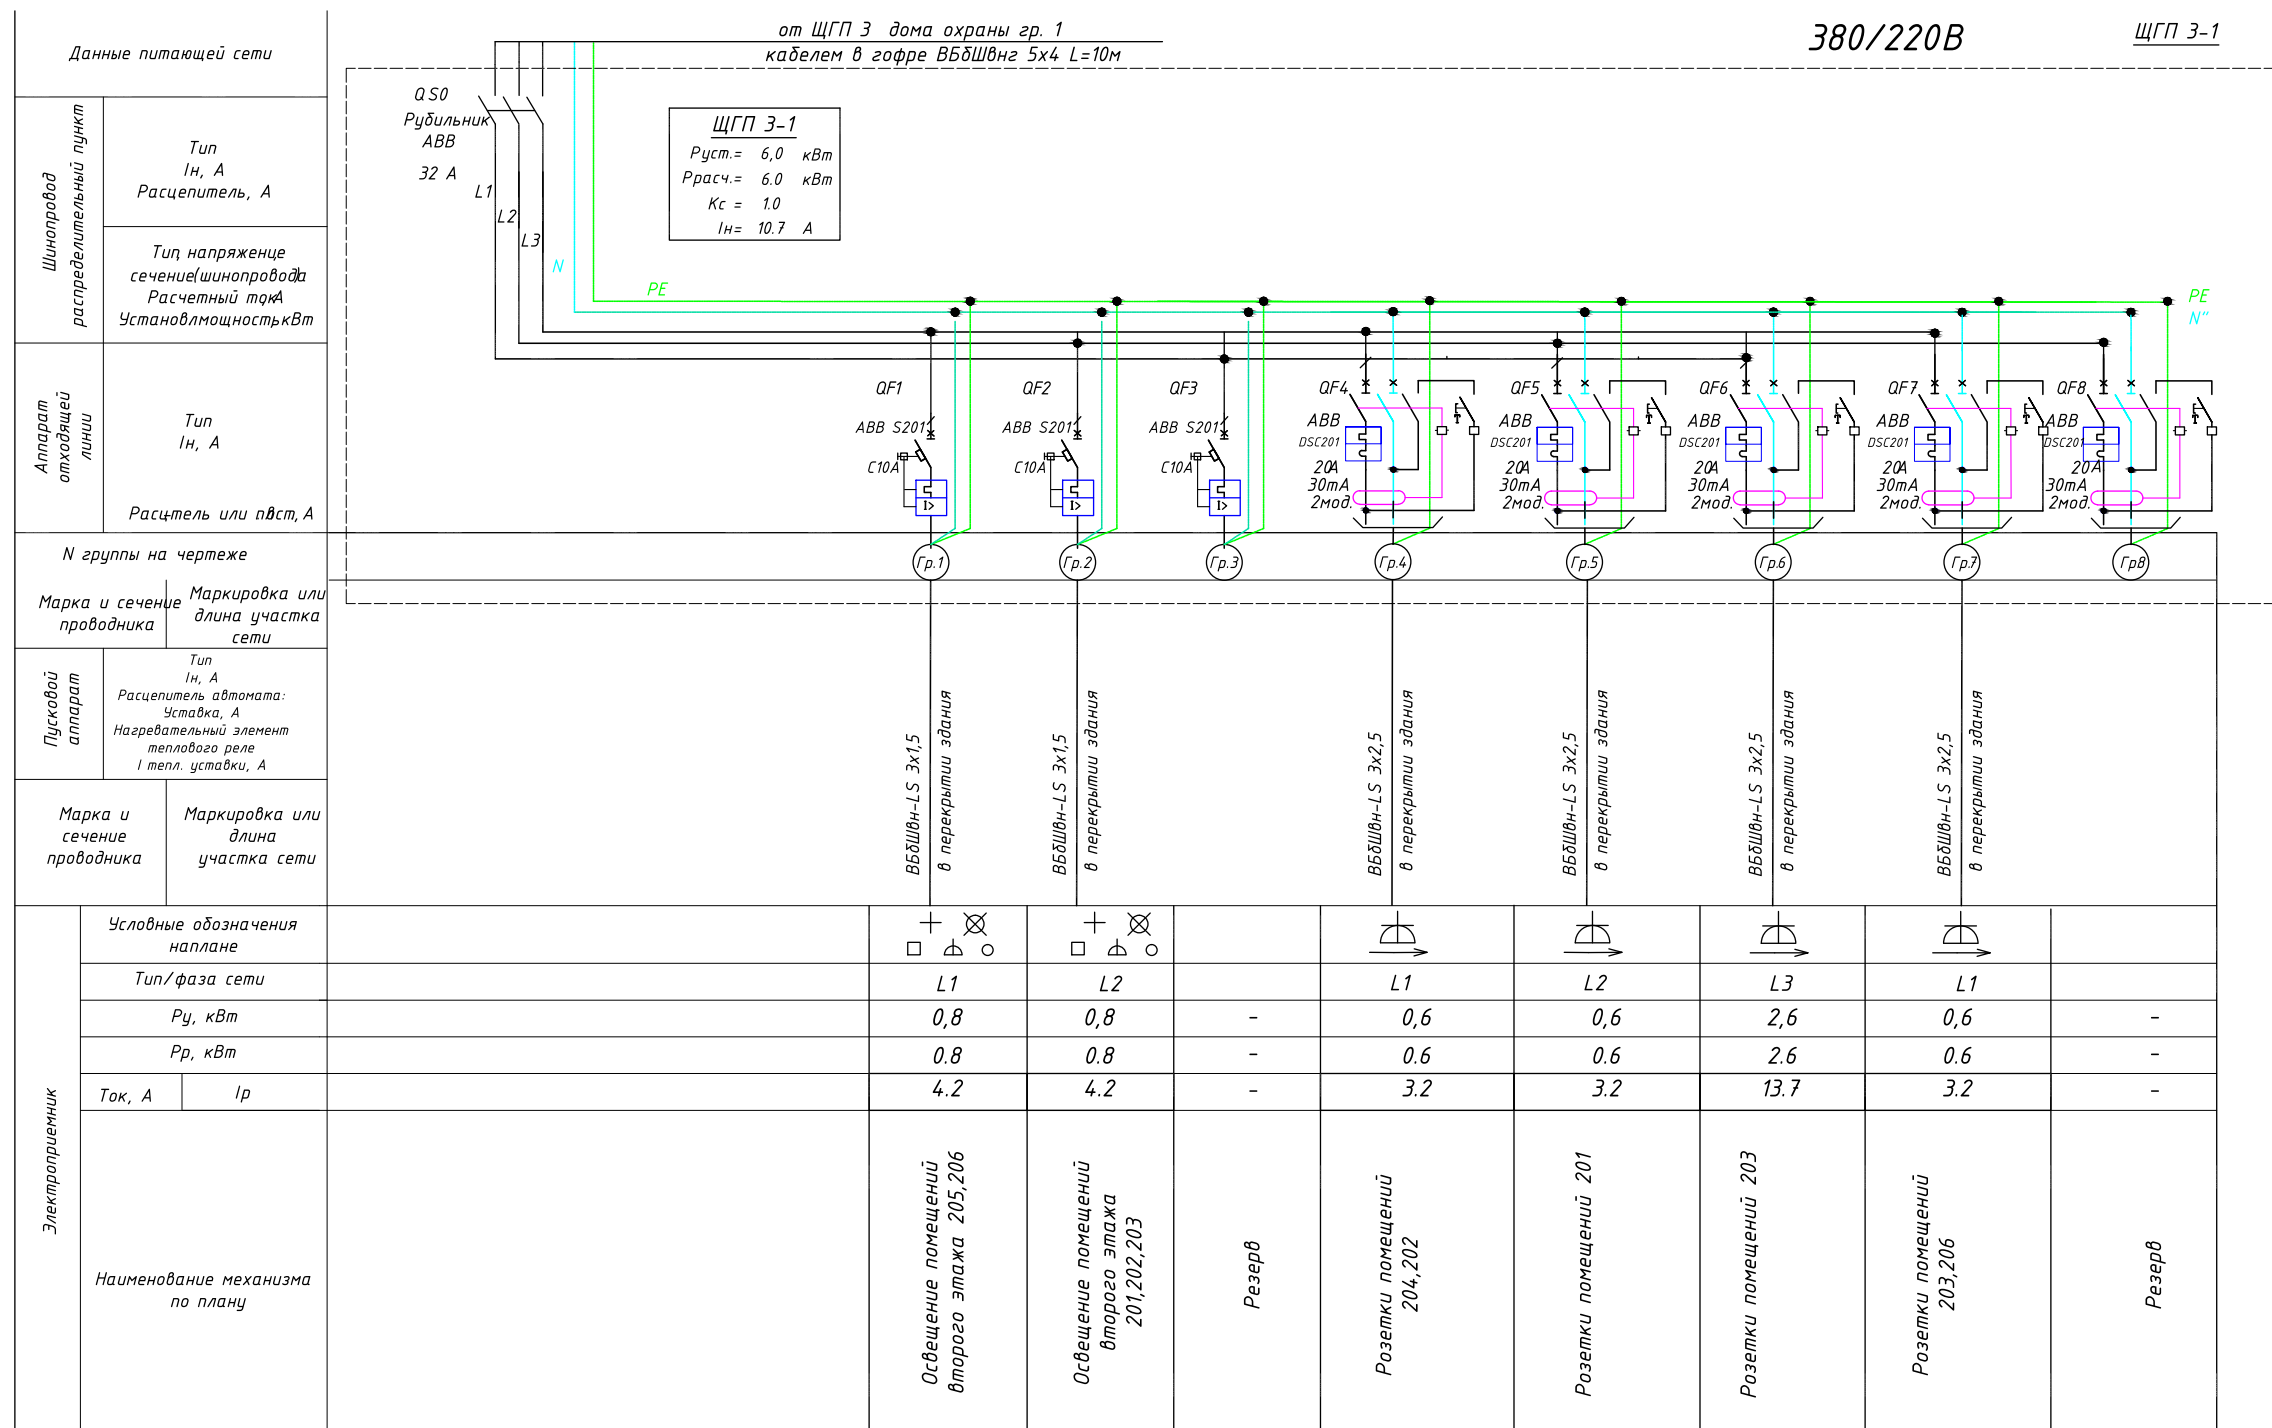 от ЩГП 3 дома охраны гр. 1
кабелем в гофре ВБбШвнг 5х4 L=10м
380/220В
ЩГП 3-1
Данные питающей сети
Шинопровод
распределительный пункт
Тип
Iн, А
Расцепитель, А
Тип, напряженце
сечение(шинопровода)
Расчетный ток,А
Установлмощность,кВт
Аппарат
отходящей
линии
Тип
Iн, А
N группы на чертеже
Марка и сечение
проводника
Маркировка или
длина участка
сети
Пусковой
аппарат
Тип
Iн, А
Расцепитель автомата:
Уставка, А
Нагревательный элемент
теплового реле
I тепл. уставки, А
Марка и
сечение
проводника
Маркировка или
длина
участка сети
QS0
Рубильник
АВВ
32 А
L1
L2
L3
N
PE
ЩГП 3-1
Руст.= 6,0 кВт
Ррасч.= 6.0 кВт
Кс = 1.0
Iн= 10.7 А
PE
N"
QF1
ABB S201
C10A
I>
QF2
ABB S201
C10A
I>
QF3
ABB S201
C10A
I>
QF4
ABB
DSC201
20A
30mA
2мод.
QF5
ABB
DSC201
20A
30mA
2мод.
QF6
ABB
DSC201
20A
30mA
2мод.
QF7
ABB
DSC201
20A
30mA
2мод.
QF8
ABB
DSC201
20A
30mA
2мод.
Гр.1
Гр.2
Гр.3
Гр.4
Гр.5
Гр.6
Гр.7
Гр8
ВБбШвн-LS 3х1,5
в перекрытии здания
ВБбШвн-LS 3х1,5
в перекрытии здания
ВБбШвн-LS 3х2,5
в перекрытии здания
ВБбШвн-LS 3х2,5
в перекрытии здания
ВБбШвн-LS 3х2,5
в перекрытии здания
ВБбШвн-LS 3х2,5
в перекрытии здания
Электроприемник
Условные обозначения
наплане
Тип/фаза сети
L1 L2 L1 L2 L3 L1
Ру, кВт
0,8 0,8 - 0,6 0,6 2,6 0,6 -
Рр, кВт
0.8 0.8 - 0.6 0.6 2.6 0.6 -
Ток, А
Iр
4.2 4.2 - 3.2 3.2 13.7 3.2 -
Наименование механизма
по плану
Освещение помещений
второго этажа 205,206
Освещение помещений
второго этажа
201,202,203
Резерв
Розетки помещений
204,202
Розетки помещений 201
Розетки помещений 203
Розетки помещений
203,206
Резерв